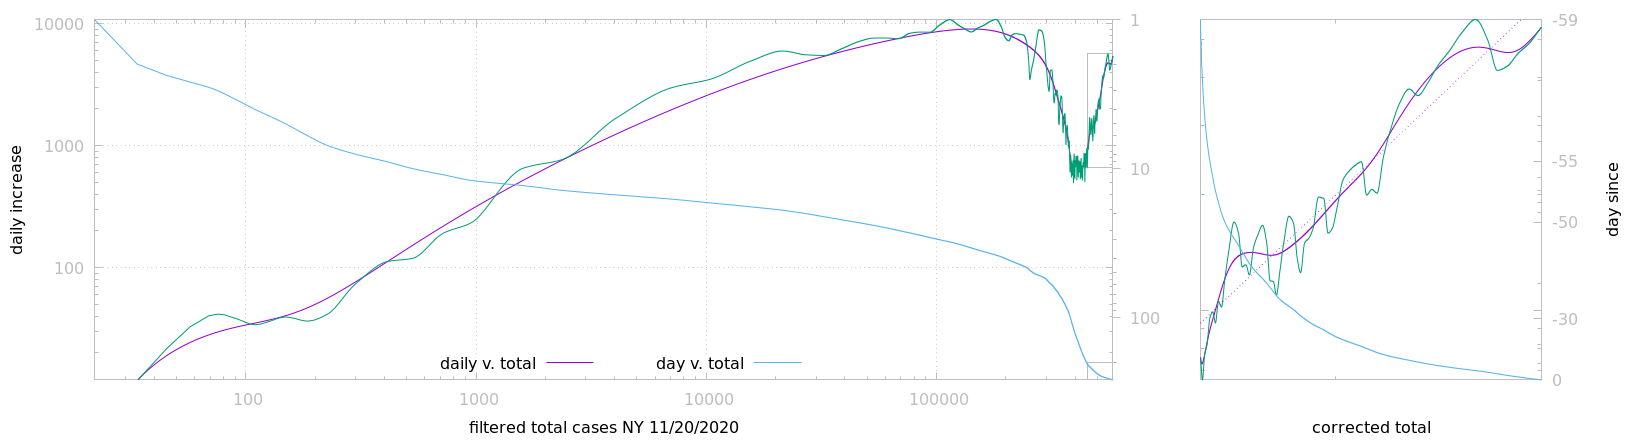 10000
1000
100
daily increase
1
10
100
daily v. total
day v. total
100
1000
10000
100000
filtered total cases NY 11/20/2020
-59
-55
-50
-30
0
day since
corrected total